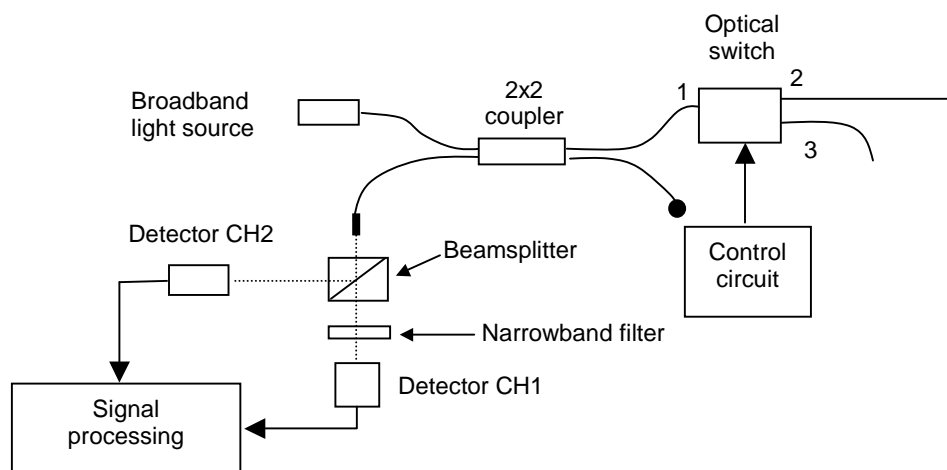 Optical
switch
Broadband
light source
2x2
coupler
1
2
3
Detector CH2
Beamsplitter
Control
circuit
Narrowband filter
Detector CH1
Signal
processing